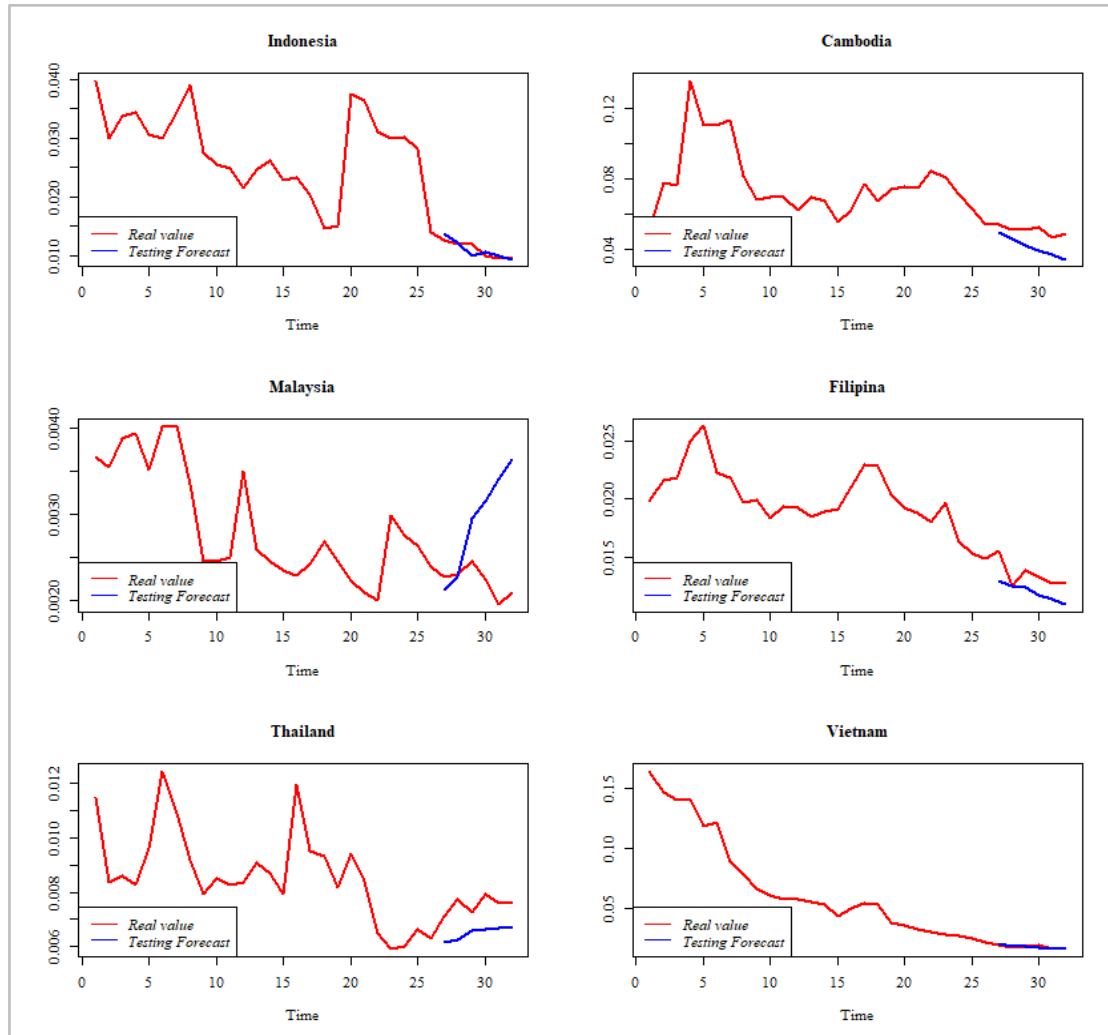 Indonesia
0.040
0.030
0.020
0.010
Real value
Testing Forecast
0 5 10 15 20 25 30
Time
Cambodia
0.12
0.08
0.04
Real value
Testing Forecast
0 5 10 15 20 25 30
Time
Malaysia
0.0040
0.0030
0.0020
Real value
Testing Forecast
0 5 10 15 20 25 30
Time
Filipina
0.025
0.020
0.015
Real value
Testing Forecast
0 5 10 15 20 25 30
Time
Thailand
0.012
0.010
0.008
0.006
Real value
Testing Forecast
0 5 10 15 20 25 30
Time
Vietnam
0.15
0.10
0.05
Real value
Testing Forecast
0 5 10 15 20 25 30
Time